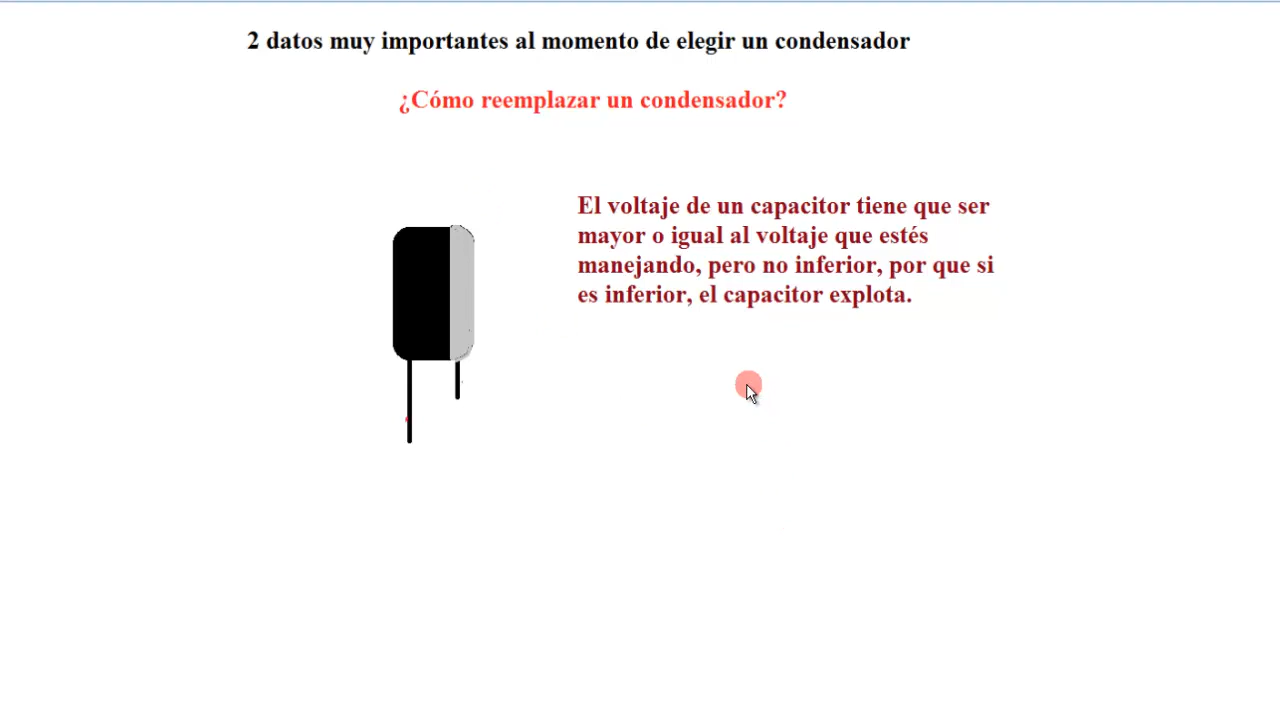 2 datos muy importantes al momento de elegir un condensador
¿Cómo reemplazar un condensador?
El voltaje de un capacitor tiene que ser
mayor o igual al voltaje que estés
manejando, pero no inferior, por que si
es inferior, el capacitor explota.